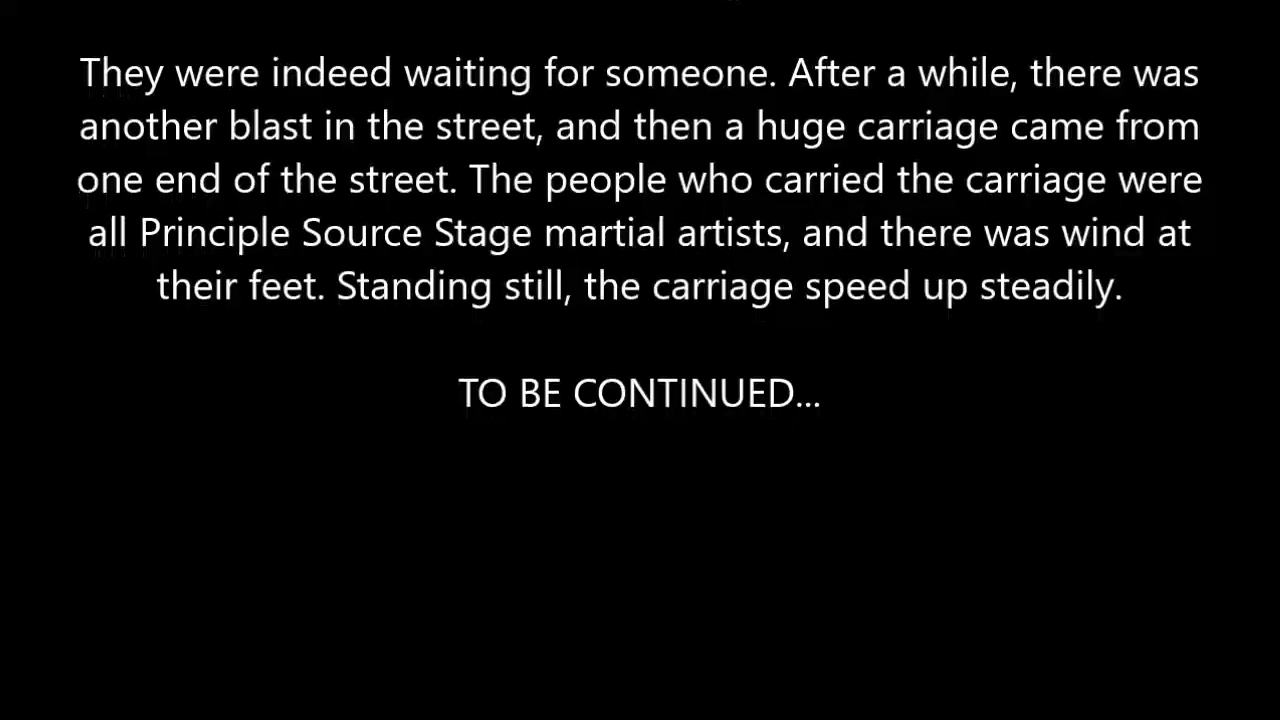 They were indeed waiting for someone. After a while, there was
another blast in the street, and then a huge carriage came from
one end of the street. The people who carried the carriage were
all Principle Source Stage martial artists, and there was wind at
their feet. Standing still, the carriage speed up steadily.
TO BE CONTINUED...